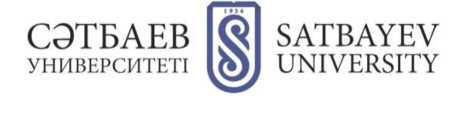 1934
СӘТБАЕВ
УНИВЕРСИТЕТІ
SATBAYEV
UNIVERSITY